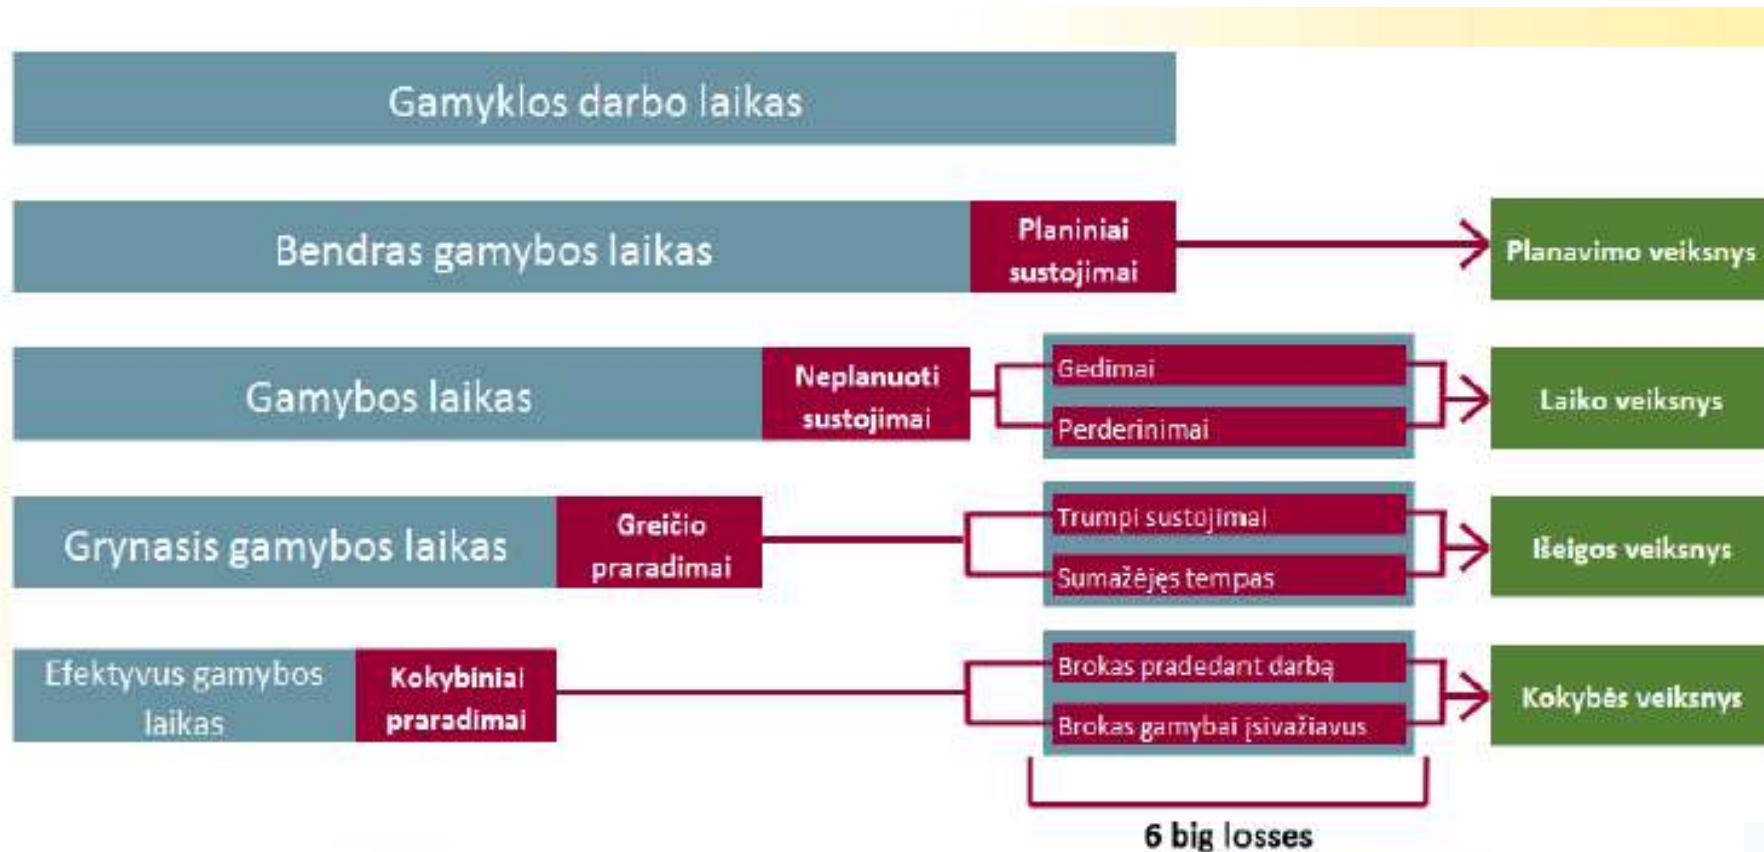 Gamyklos darbo laikas
Bendras gamybos laikas
Planiniai
sustojimai
Planavimo veiksnys
Gamybos laikas
Neplanuoti
sustojimai
Gedimai
Perderinimai
Laiko veiksnys
Grynasis gamybos laikas
Greičio
praradimai
Trumpi sustojimai
Sumažėjęs tempas
Išeigos veiksnys
Efektyvus gamybos
laikas
Kokybiniai
praradimai
Brokas pradedant darbą
Brokas gamybai įsivažiavus
Kokybės veiksnys
6 big losses